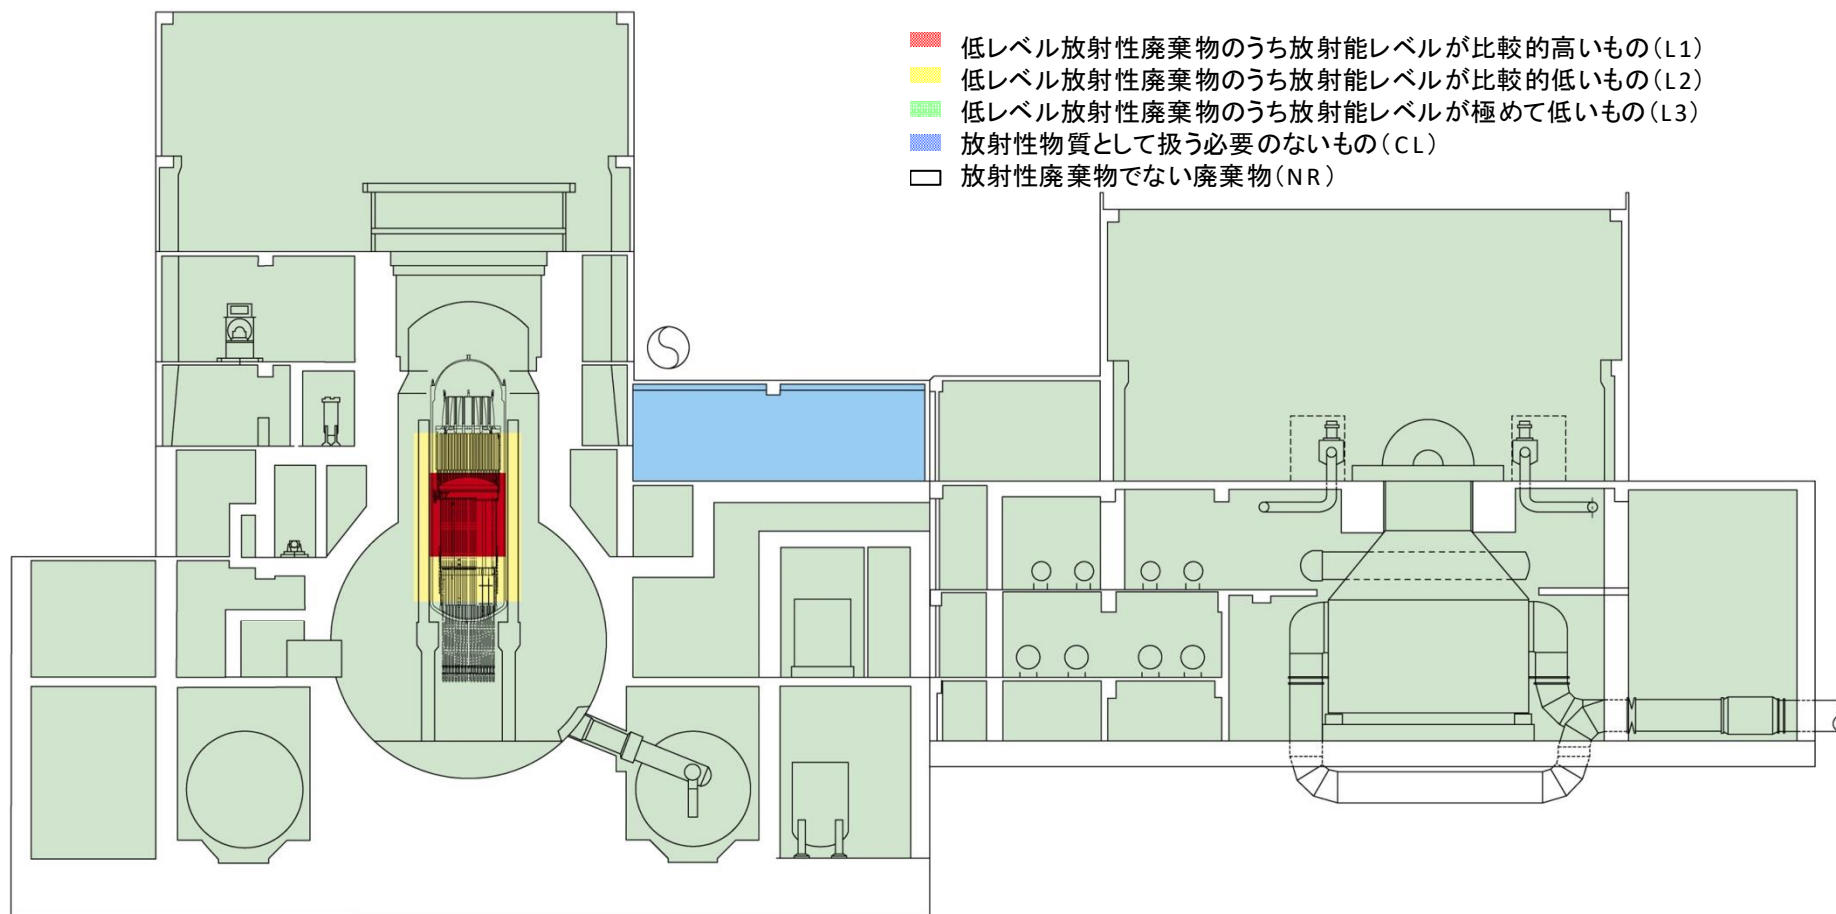 低レベル放射性廃棄物のうち放射能レベルが比較的高いもの(L1)
低レベル放射性廃棄物のうち放射能レベルが比較的低いもの(L2)
低レベル放射性廃棄物のうち放射能レベルが極めて低いもの(L3)
放射性物質として扱う必要のないもの(CL)
放射性廃棄物でない廃棄物(NR)